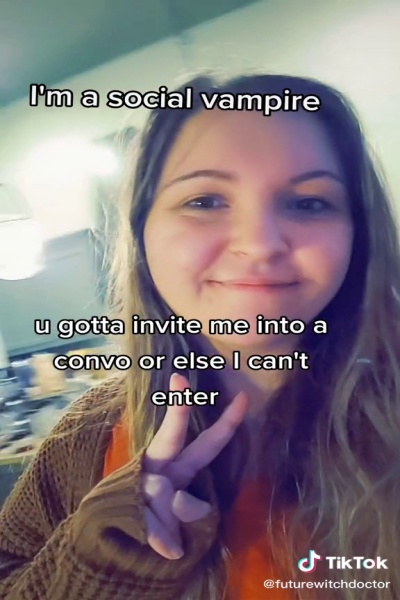 I'm a social vampire
u gotta invite me into a
convo or else I can't
enter
TikTok
@futurewitchdoctor